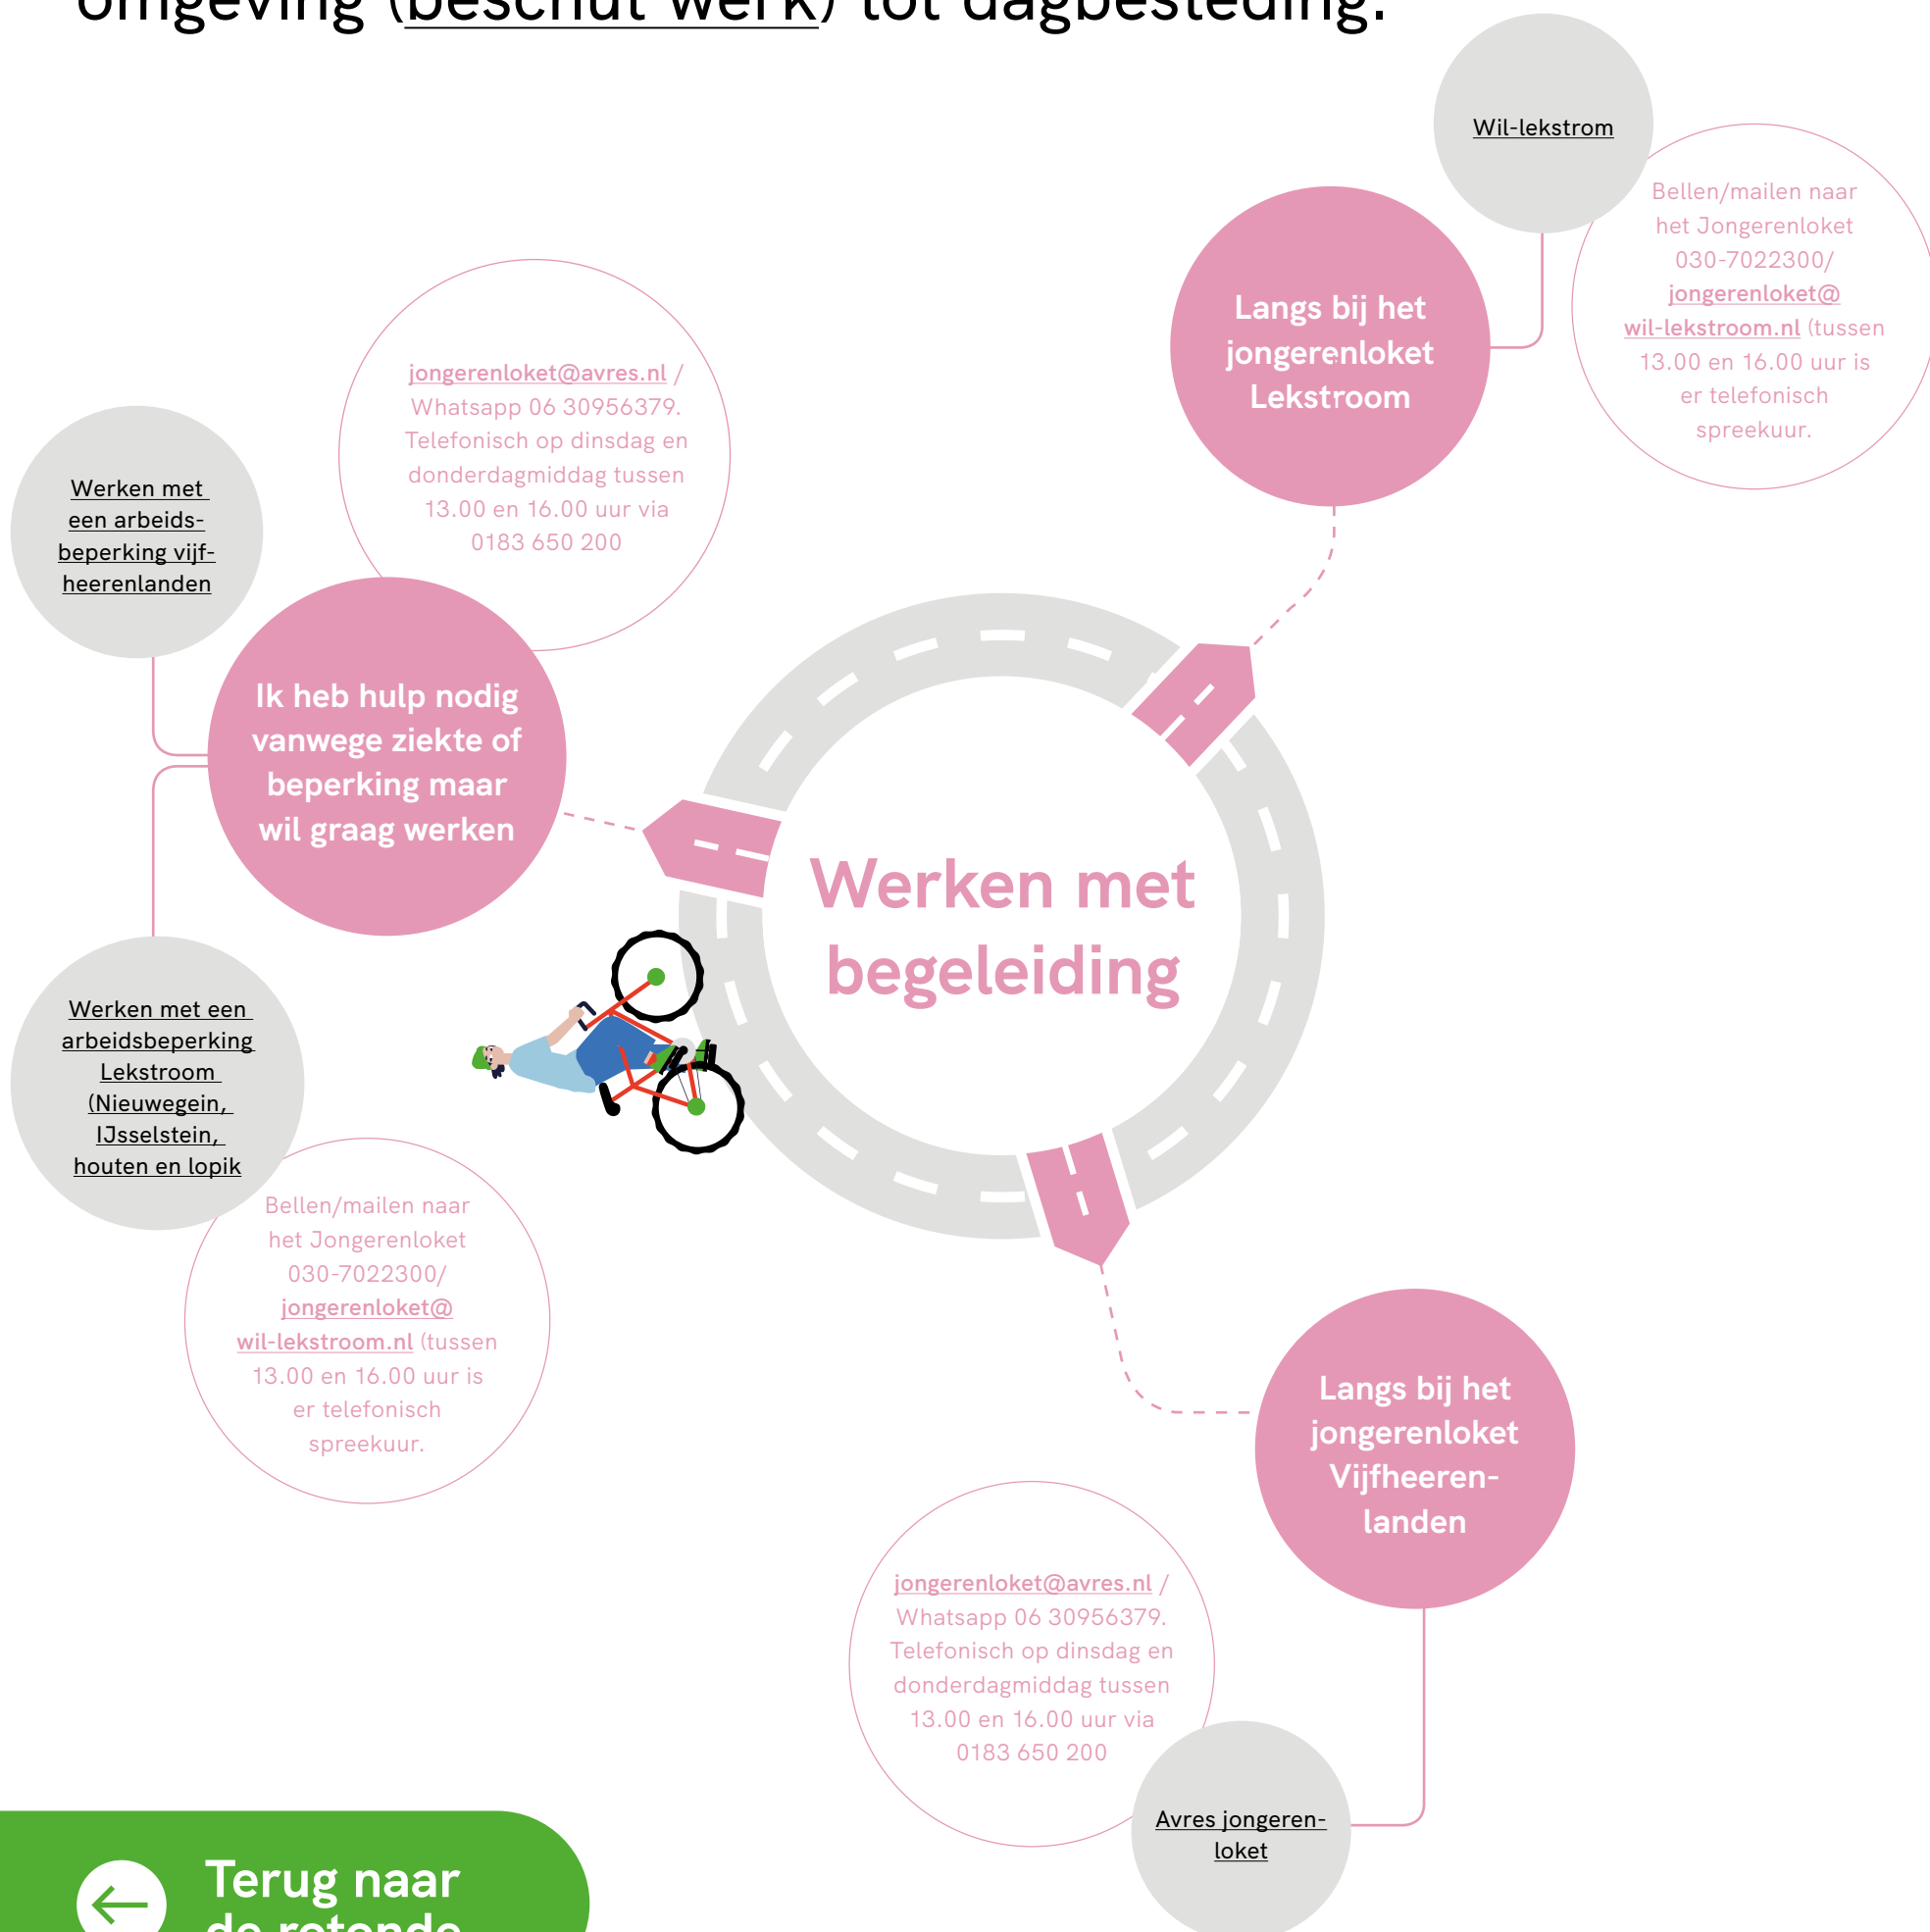 omgeving (beschut werk) tot dagbesteding.
Wil-lekstrom
Bellen/mailen naar
het Jongerenloket
030-7022300/
jongerenloket@
wil-lekstroom.nl (tussen
13.00 en 16.00 uur is
er telefonisch
spreekuur.
Langs bij het
jongerenloket
Lekstroom
jongerenloket@avres.nl /
Whatsapp 06 30956379.
Telefonisch op dinsdag en
donderdagmiddag tussen
13.00 en 16.00 uur via
0183 650 200
Werken met
een arbeids-
beperking vijf-
heerenlanden
Ik heb hulp nodig
vanwege ziekte of
beperking maar
wil graag werken
Werken met
begeleiding
Werken met een
arbeidsbeperking
Lekstroom
(Nieuwegein,
IJsselstein,
houten en lopik
Bellen/mailen naar
het Jongerenloket
030-7022300/
jongerenloket@
wil-lekstroom.nl (tussen
13.00 en 16.00 uur is
er telefonisch
spreekuur.
Langs bij het
jongerenloket
Vijfheeren-
landen
jongerenloket@avres.nl /
Whatsapp 06 30956379.
Telefonisch op dinsdag en
donderdagmiddag tussen
13.00 en 16.00 uur via
0183 650 200
Avres jongeren-
loket
Terug naar
de rotonde